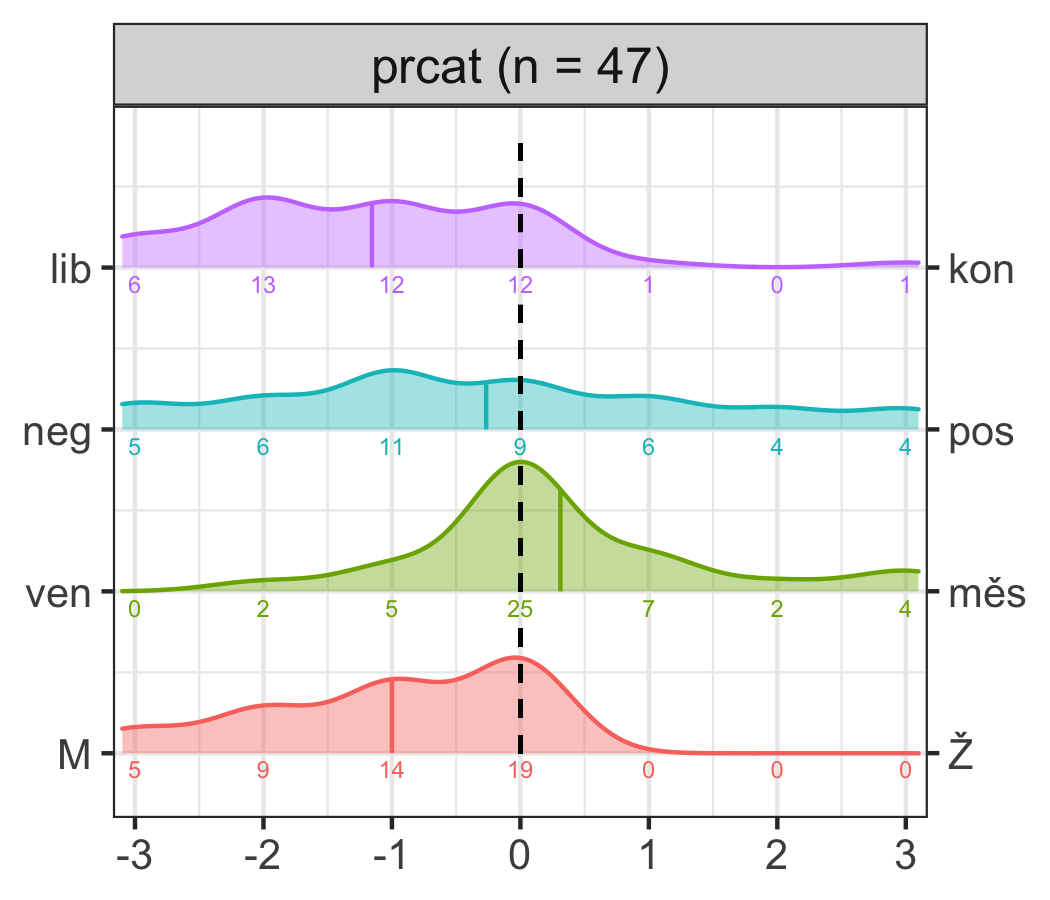 prcat (n = 47)
lib kon
6 13 12 12 1 0 1
neg pos
5 6 11 9 6 4 4
ven měs
0 2 5 25 7 2 4
M Ž
5 9 14 19 0 0 0
-3 -2 -1 0 1 2 3